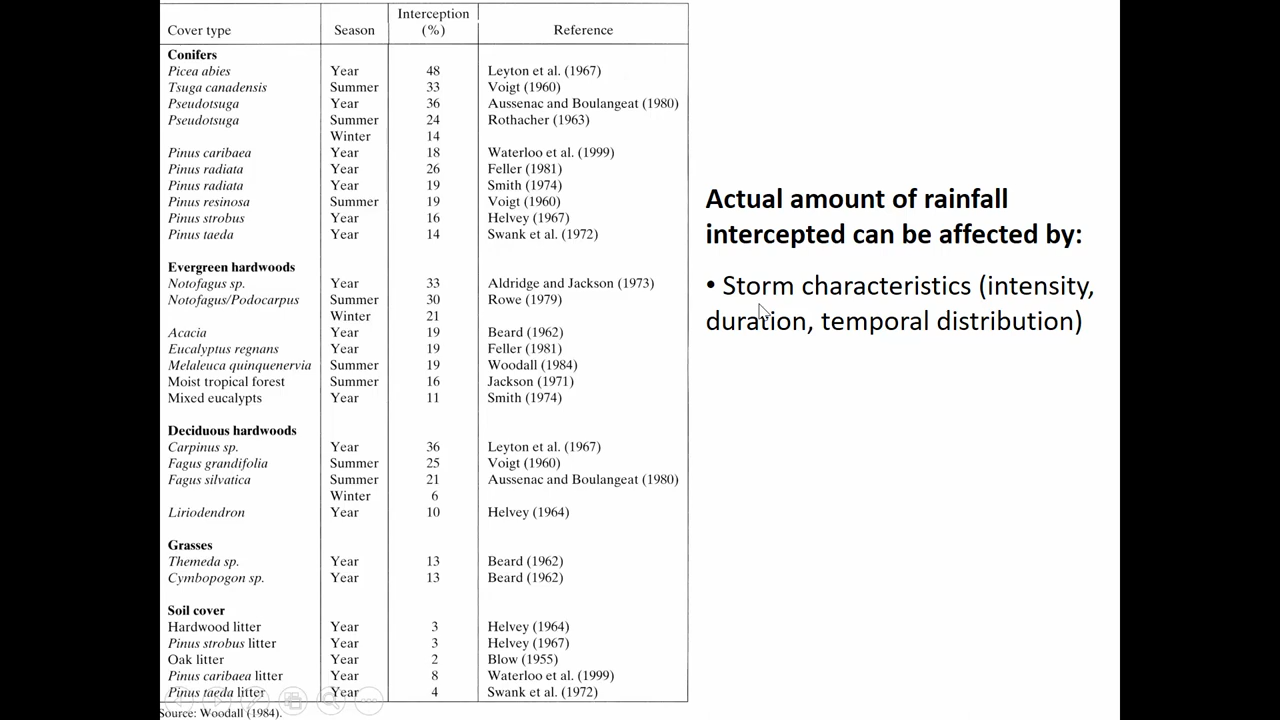 Cover type Season Interception (%) Reference
Conifers
Picea abies Year 48 Leyton et al. (1967)
Tsuga canadensis Summer 33 Voigt (1960)
Pseudotsuga Year 36 Aussenac and Boulangeat (1980)
Pseudotsuga Summer 24 Rothacher (1963)
Winter 14
Pinus caribaea Year 18 Waterloo et al. (1999)
Pinus radiata Year 26 Feller (1981)
Pinus radiata Year 19 Smith (1974)
Pinus resinosa Summer 19 Voigt (1960)
Pinus strobus Year 16 Helvey (1967)
Pinus taeda Year 14 Swank et al. (1972)
Evergreen hardwoods
Notofagus sp. Year 33 Aldridge and Jackson (1973)
Notofagus/Podocarpus Summer 30 Rowe (1979)
Winter 21
Acacia Year 19 Beard (1962)
Eucalyptus regnans Year 19 Feller (1981)
Melaleuca quinquenervia Summer 19 Woodall (1984)
Moist tropical forest Summer 16 Jackson (1971)
Mixed eucalypts Year 11 Smith (1974)
Deciduous hardwoods
Carpinus sp. Year 36 Leyton et al. (1967)
Fagus grandifolia Summer 25 Voigt (1960)
Fagus silvatica Summer 21 Aussenac and Boulangeat (1980)
Winter 6
Liriodendron Year 10 Helvey (1964)
Grasses
Themeda sp. Year 13 Beard (1962)
Cymbopogon sp. Year 13 Beard (1962)
Soil cover
Hardwood litter Year 3 Helvey (1964)
Pinus strobus litter Year 3 Helvey (1967)
Oak litter Year 2 Blow (1955)
Pinus caribaea litter Year 8 Waterloo et al. (1999)
Pinus taeda litter Year 4 Swank et al. (1972)
Source: Woodall (1984).
Actual amount of rainfall
intercepted can be affected by:
• Storm characteristics (intensity,
duration, temporal distribution)